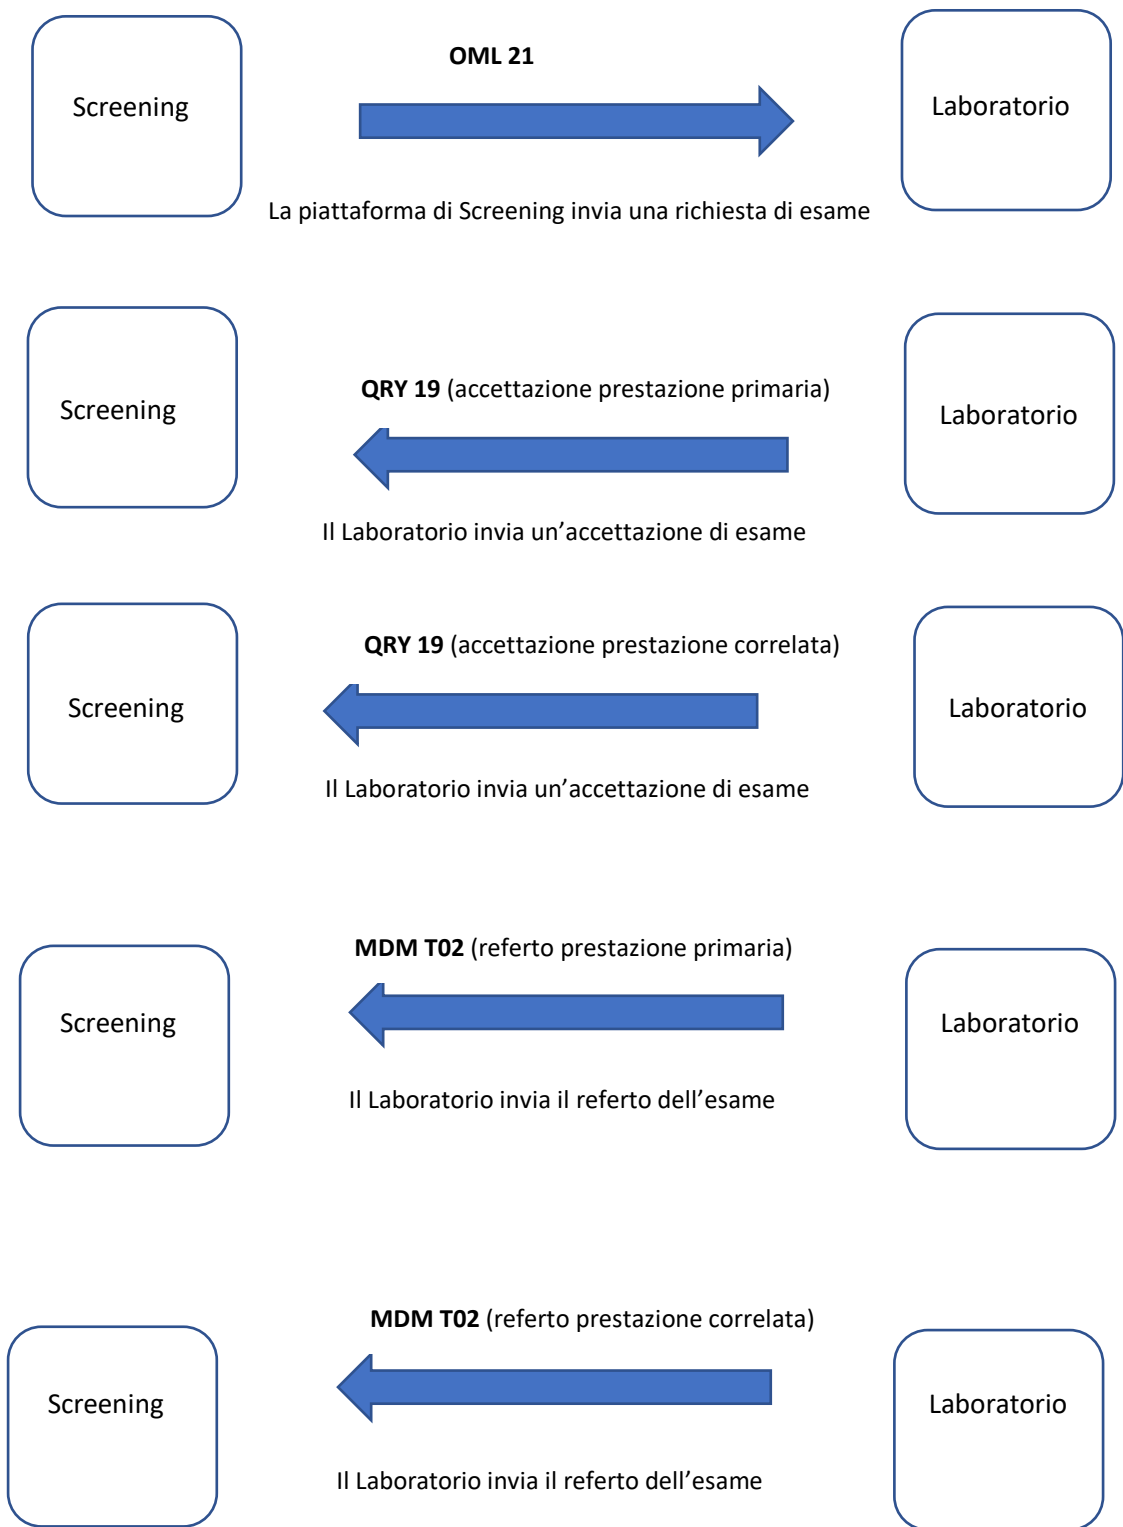 OML 21
Screening
Laboratorio
La piattaforma di Screening invia una richiesta di esame
QRY 19 (accettazione prestazione primaria)
Screening
Laboratorio
Il Laboratorio invia un’accettazione di esame
QRY 19 (accettazione prestazione correlata)
Screening
Laboratorio
Il Laboratorio invia un’accettazione di esame
MDM T02 (referto prestazione primaria)
Screening
Laboratorio
Il Laboratorio invia il referto dell’esame
MDM T02 (referto prestazione correlata)
Screening
Laboratorio
Il Laboratorio invia il referto dell’esame